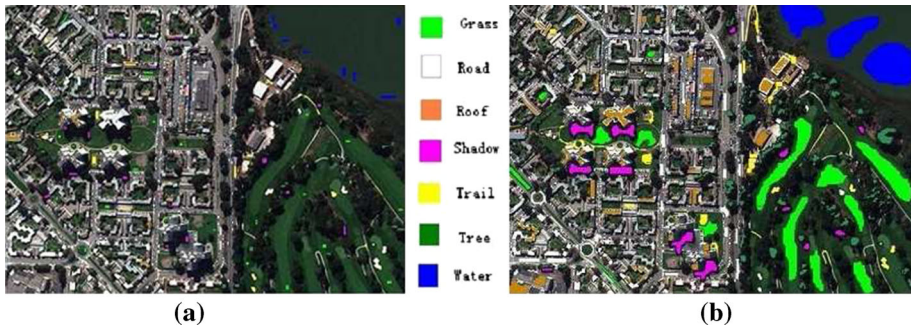 Grass
Road
Roof
Shadow
Trail
Tree
Water
(a)
(b)